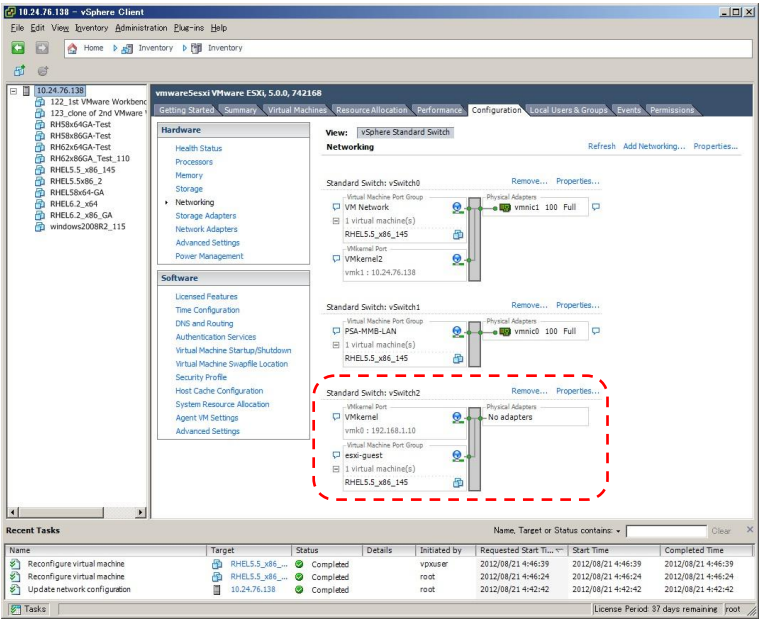 10.24.76.138 - vSphere Client
File Edit View Inventory Administration Plug-ins Help
Home Inventory Inventory
10.24.76.138
122_1st VMware Workbenc
123_clone of 2nd VMware
RH58x64GA-Test
RH58x86GA-Test
RH62x64GA-Test
RH62x86GA_Test_110
RHEL5.5_x86_145
RHEL5.5x86_2
RHEL58x64-GA
RHEL6.2_x64
RHEL6.2_x86_GA
windows2008R2_115
vmware5esxi VMware ESXi, 5.0.0, 742168
Getting Started Summary Virtual Machines Resource Allocation Performance Configuration Local Users & Groups Events Permissions
Hardware
Health Status
Processors
Memory
Storage
Networking
Storage Adapters
Network Adapters
Advanced Settings
Power Management
Software
Licensed Features
Time Configuration
DNS and Routing
Authentication Services
Virtual Machine Startup/Shutdown
Virtual Machine Swapfile Location
Security Profile
Host Cache Configuration
System Resource Allocation
Agent VM Settings
Advanced Settings
View: vSphere Standard Switch
Networking Refresh Add Networking... Properties...
Standard Switch: vSwitch0 Remove... Properties...
Virtual Machine Port Group Physical Adapters
VM Network vmnic1 100 Full
1 virtual machine(s)
RHEL5.5_x86_145
VMkernel Port
VMkernel2
vmk1 : 10.24.76.138
Standard Switch: vSwitch1 Remove... Properties...
Virtual Machine Port Group Physical Adapters
PSA-MMB-LAN vmnic0 100 Full
1 virtual machine(s)
RHEL5.5_x86_145
Standard Switch: vSwitch2 Remove... Properties...
VMkernel Port Physical Adapters
VMkernel No adapters
vmk0 : 192.168.1.10
Virtual Machine Port Group
esxi-guest
1 virtual machine(s)
RHEL5.5_x86_145
Recent Tasks Name, Target or Status contains: Clear
Name Target Status Details Initiated by Requested Start Ti... Start Time Completed Time
Reconfigure virtual machine RHEL5.5_x86_... Completed vpxuser 2012/08/21 4:46:39 2012/08/21 4:46:39 2012/08/21 4:46:39
Reconfigure virtual machine RHEL5.5_x86_... Completed root 2012/08/21 4:46:24 2012/08/21 4:46:24 2012/08/21 4:46:24
Update network configuration 10.24.76.138 Completed root 2012/08/21 4:42:42 2012/08/21 4:42:42 2012/08/21 4:42:42
Tasks License Period: 37 days remaining root